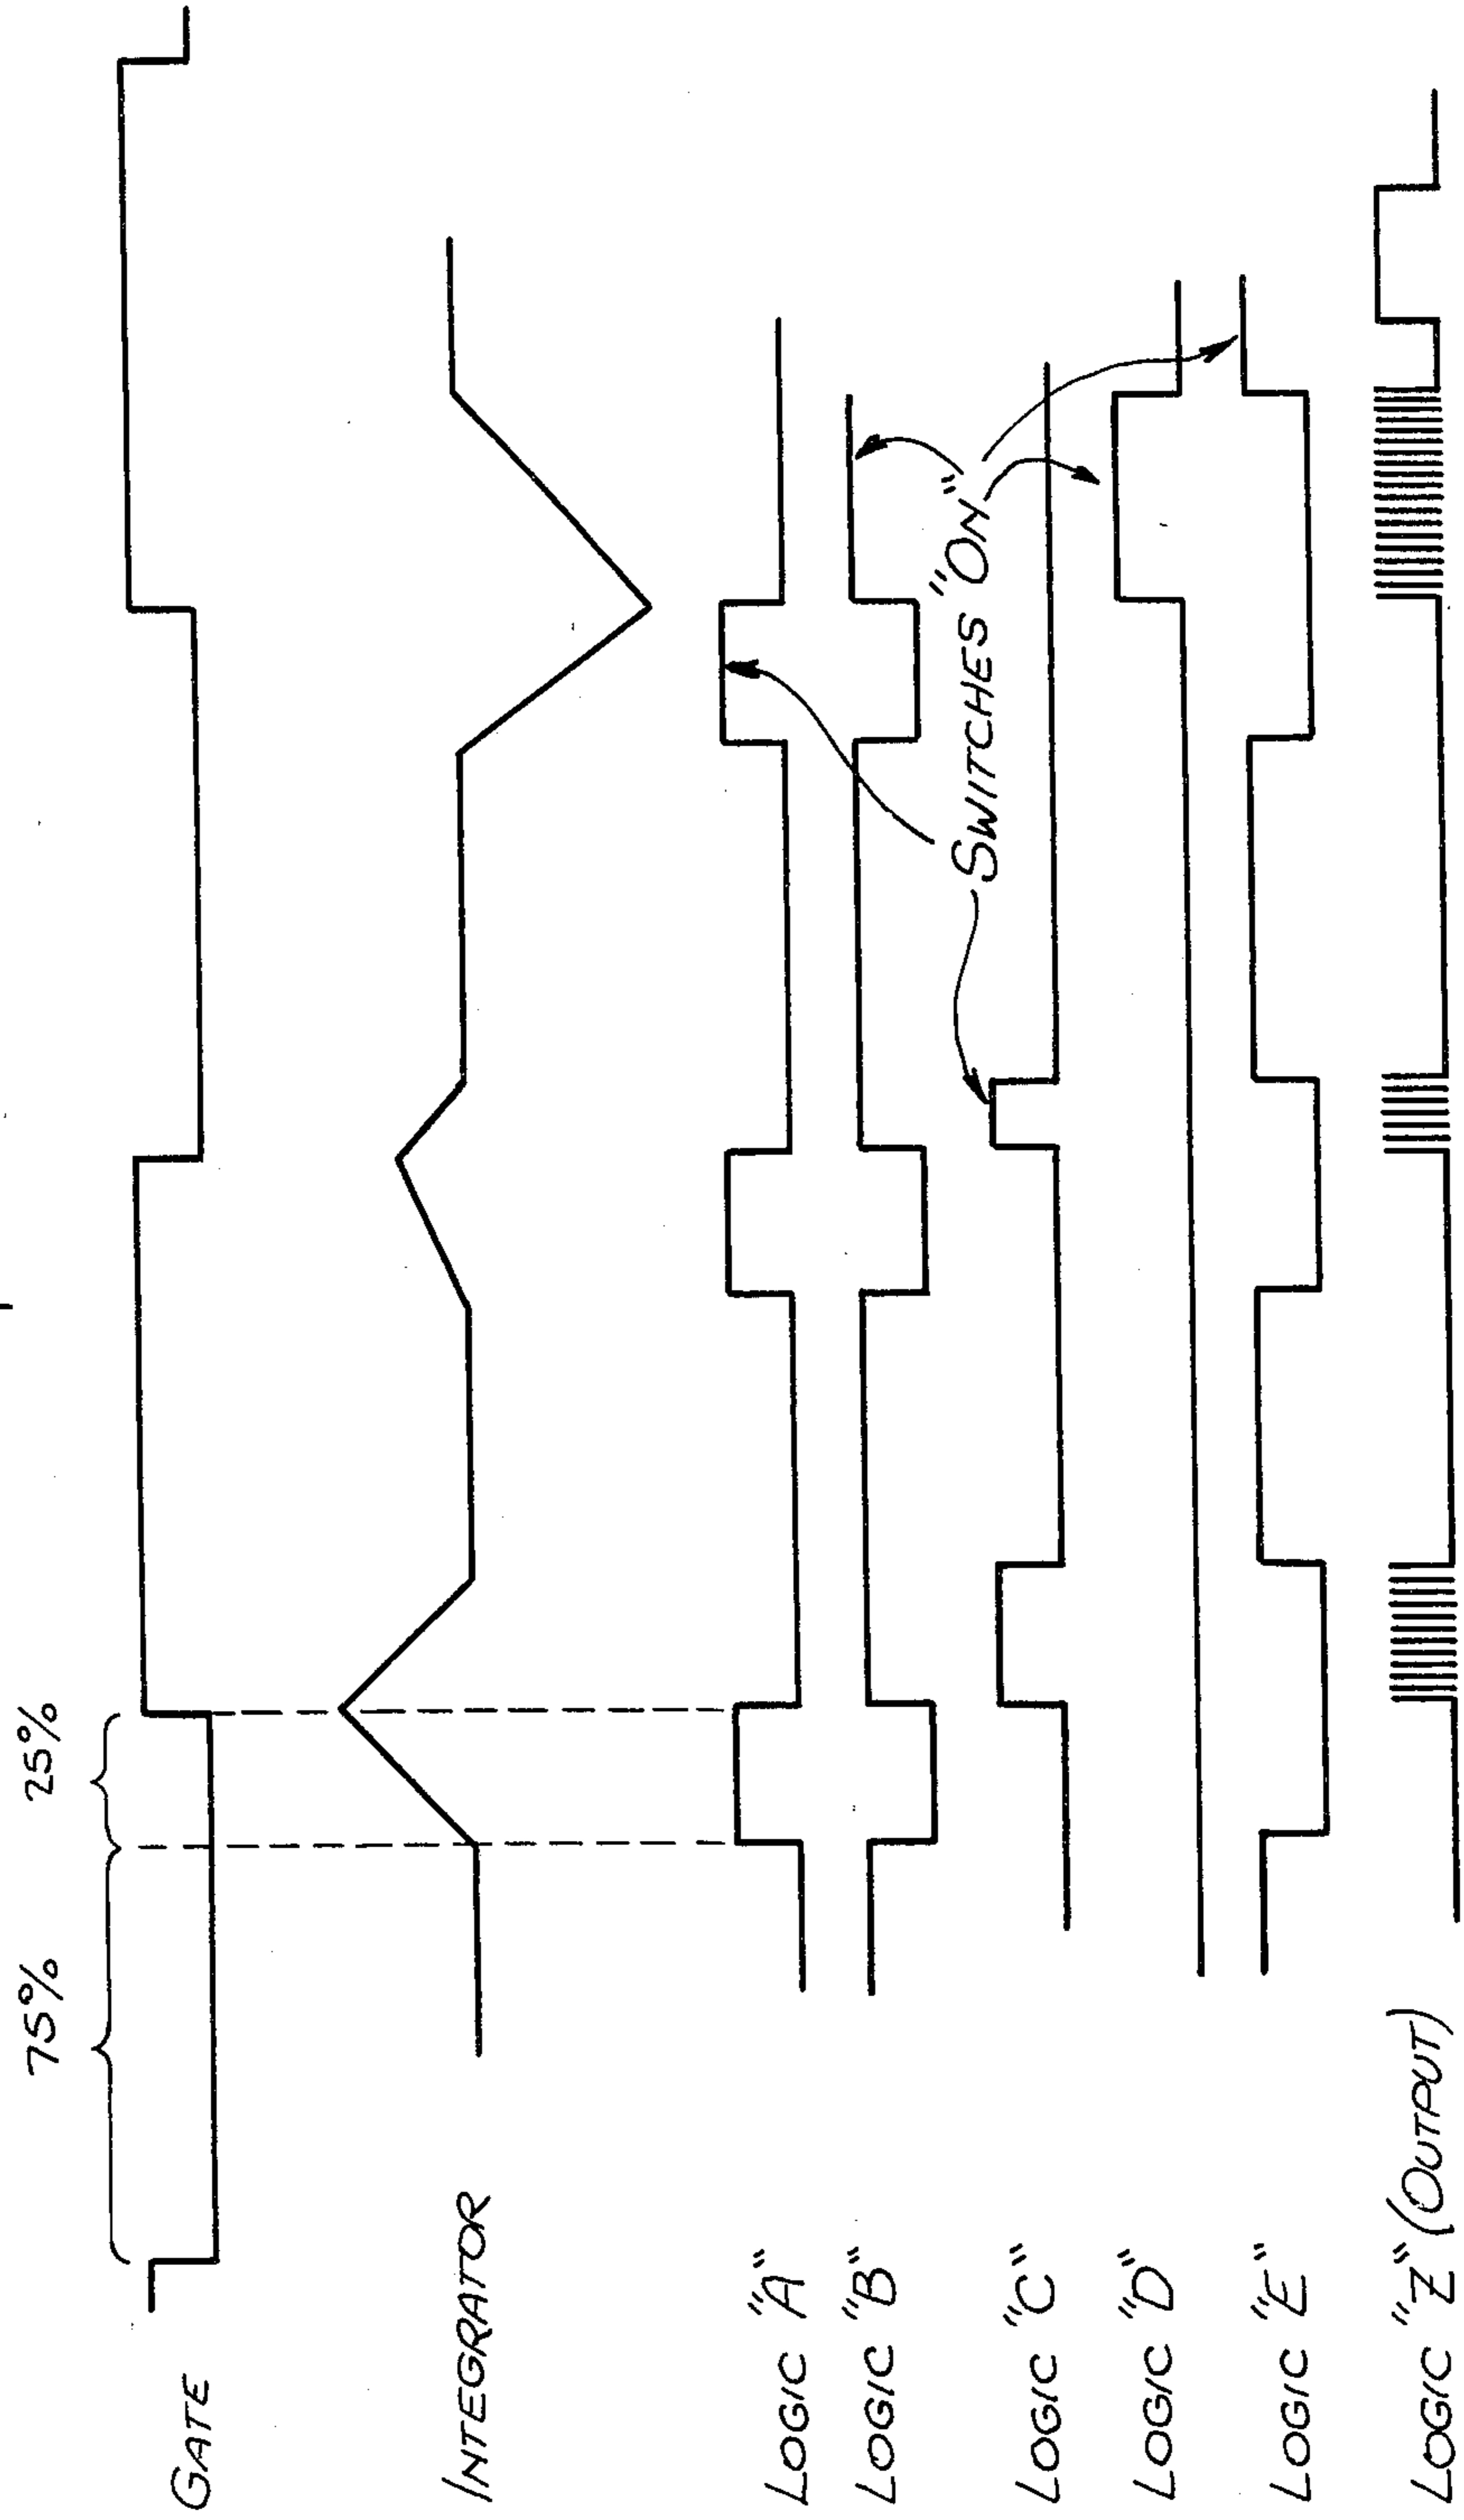 75%
25%
GATE
INTEGRATOR
LOGIC "A"
LOGIC "B"
SWITCHES "ON"
LOGIC "C"
LOGIC "D"
LOGIC "E"
LOGIC "Z" (OUTPUT)